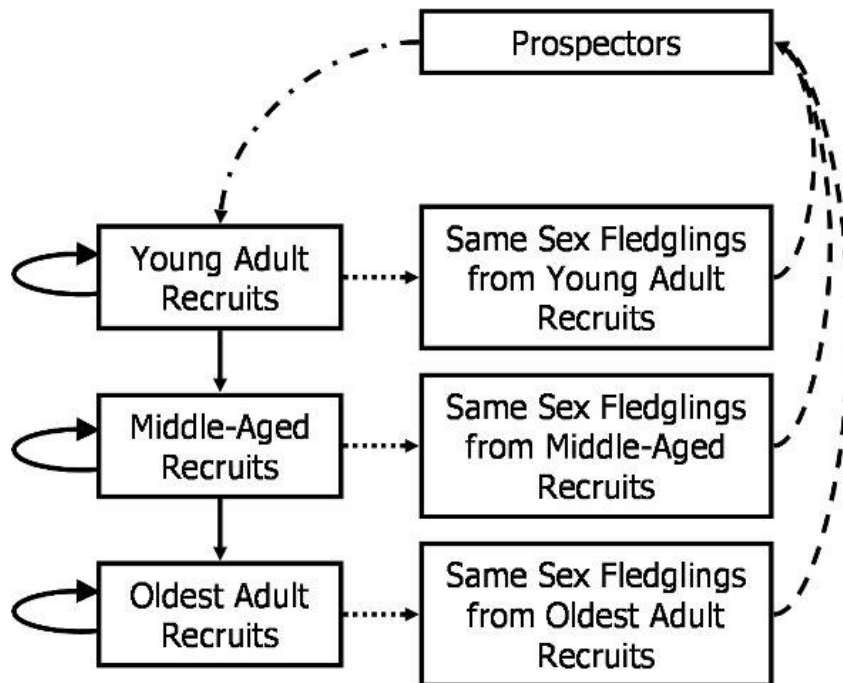 Prospectors
Young Adult
Recruits
Same Sex Fledglings
from Young Adult
Recruits
Middle-Aged
Recruits
Same Sex Fledglings
from Middle-Aged
Recruits
Oldest Adult
Recruits
Same Sex Fledglings
from Oldest Adult
Recruits